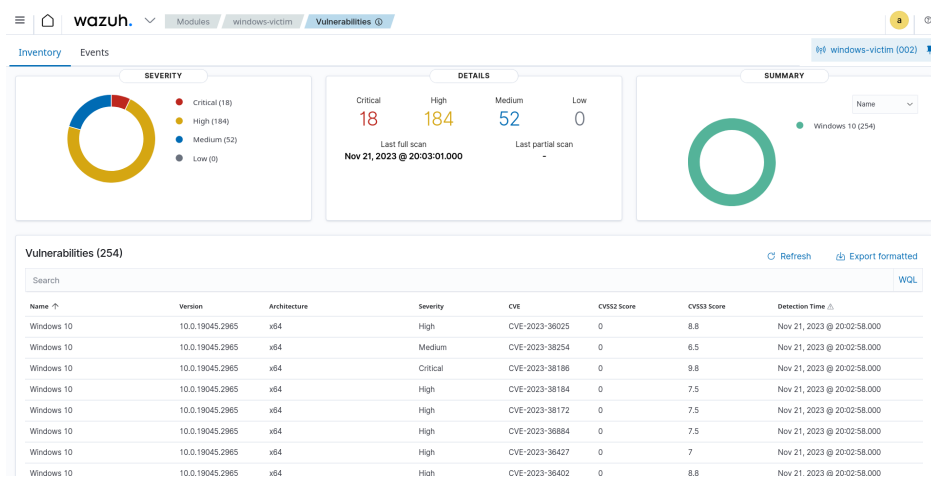 wazuh. Modules windows-victim Vulnerabilities a
Inventory Events windows-victim (002)
SEVERITY
Critical (18)
High (184)
Medium (52)
Low (0)
DETAILS
Critical High Medium Low
18 184 52 0
Last full scan Last partial scan
Nov 21, 2023 @ 20:03:01.000 -
SUMMARY
Name
Windows 10 (254)
Vulnerabilities (254) Refresh Export formatted
Search WQL
Name Version Architecture Severity CVE CVSS2 Score CVSS3 Score Detection Time
Windows 10 10.0.19045.2965 x64 High CVE-2023-36025 0 8.8 Nov 21, 2023 @ 20:02:58.000
Windows 10 10.0.19045.2965 x64 Medium CVE-2023-38254 0 6.5 Nov 21, 2023 @ 20:02:58.000
Windows 10 10.0.19045.2965 x64 Critical CVE-2023-38186 0 9.8 Nov 21, 2023 @ 20:02:58.000
Windows 10 10.0.19045.2965 x64 High CVE-2023-38184 0 7.5 Nov 21, 2023 @ 20:02:58.000
Windows 10 10.0.19045.2965 x64 High CVE-2023-38172 0 7.5 Nov 21, 2023 @ 20:02:58.000
Windows 10 10.0.19045.2965 x64 High CVE-2023-36884 0 7.5 Nov 21, 2023 @ 20:02:58.000
Windows 10 10.0.19045.2965 x64 High CVE-2023-36427 0 7 Nov 21, 2023 @ 20:02:58.000
Windows 10 10.0.19045.2965 x64 High CVE-2023-36402 0 8.8 Nov 21, 2023 @ 20:02:58.000